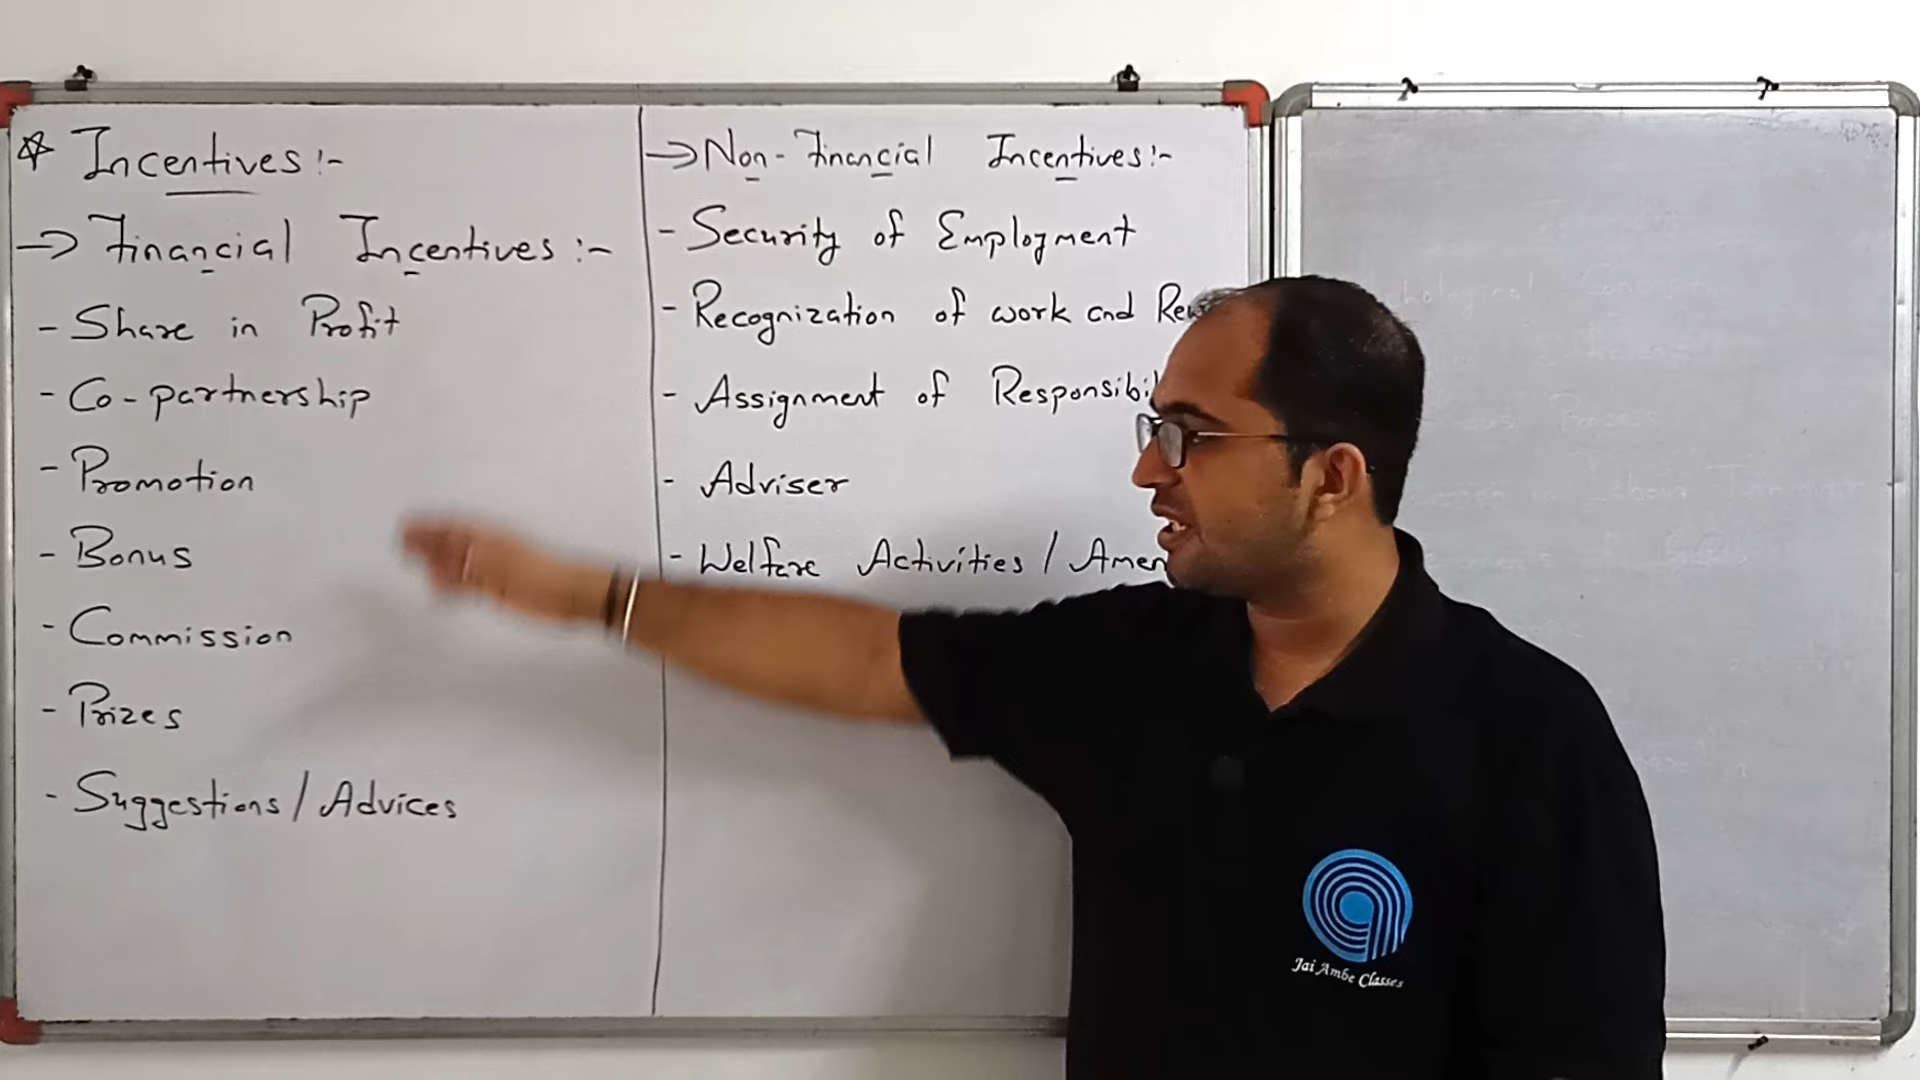 ☆ Incentives :-
→ Financial Incentives :-
- Share in Profit
- Co-partnership
- Promotion
- Bonus
- Commission
- Prizes
- Suggestions / Advices
→ Non-Financial Incentives :-
- Security of Employment
- Recognization of work and
- Assignment of
- Adviser
- Welfare Activities /
Jai Ambe Classes